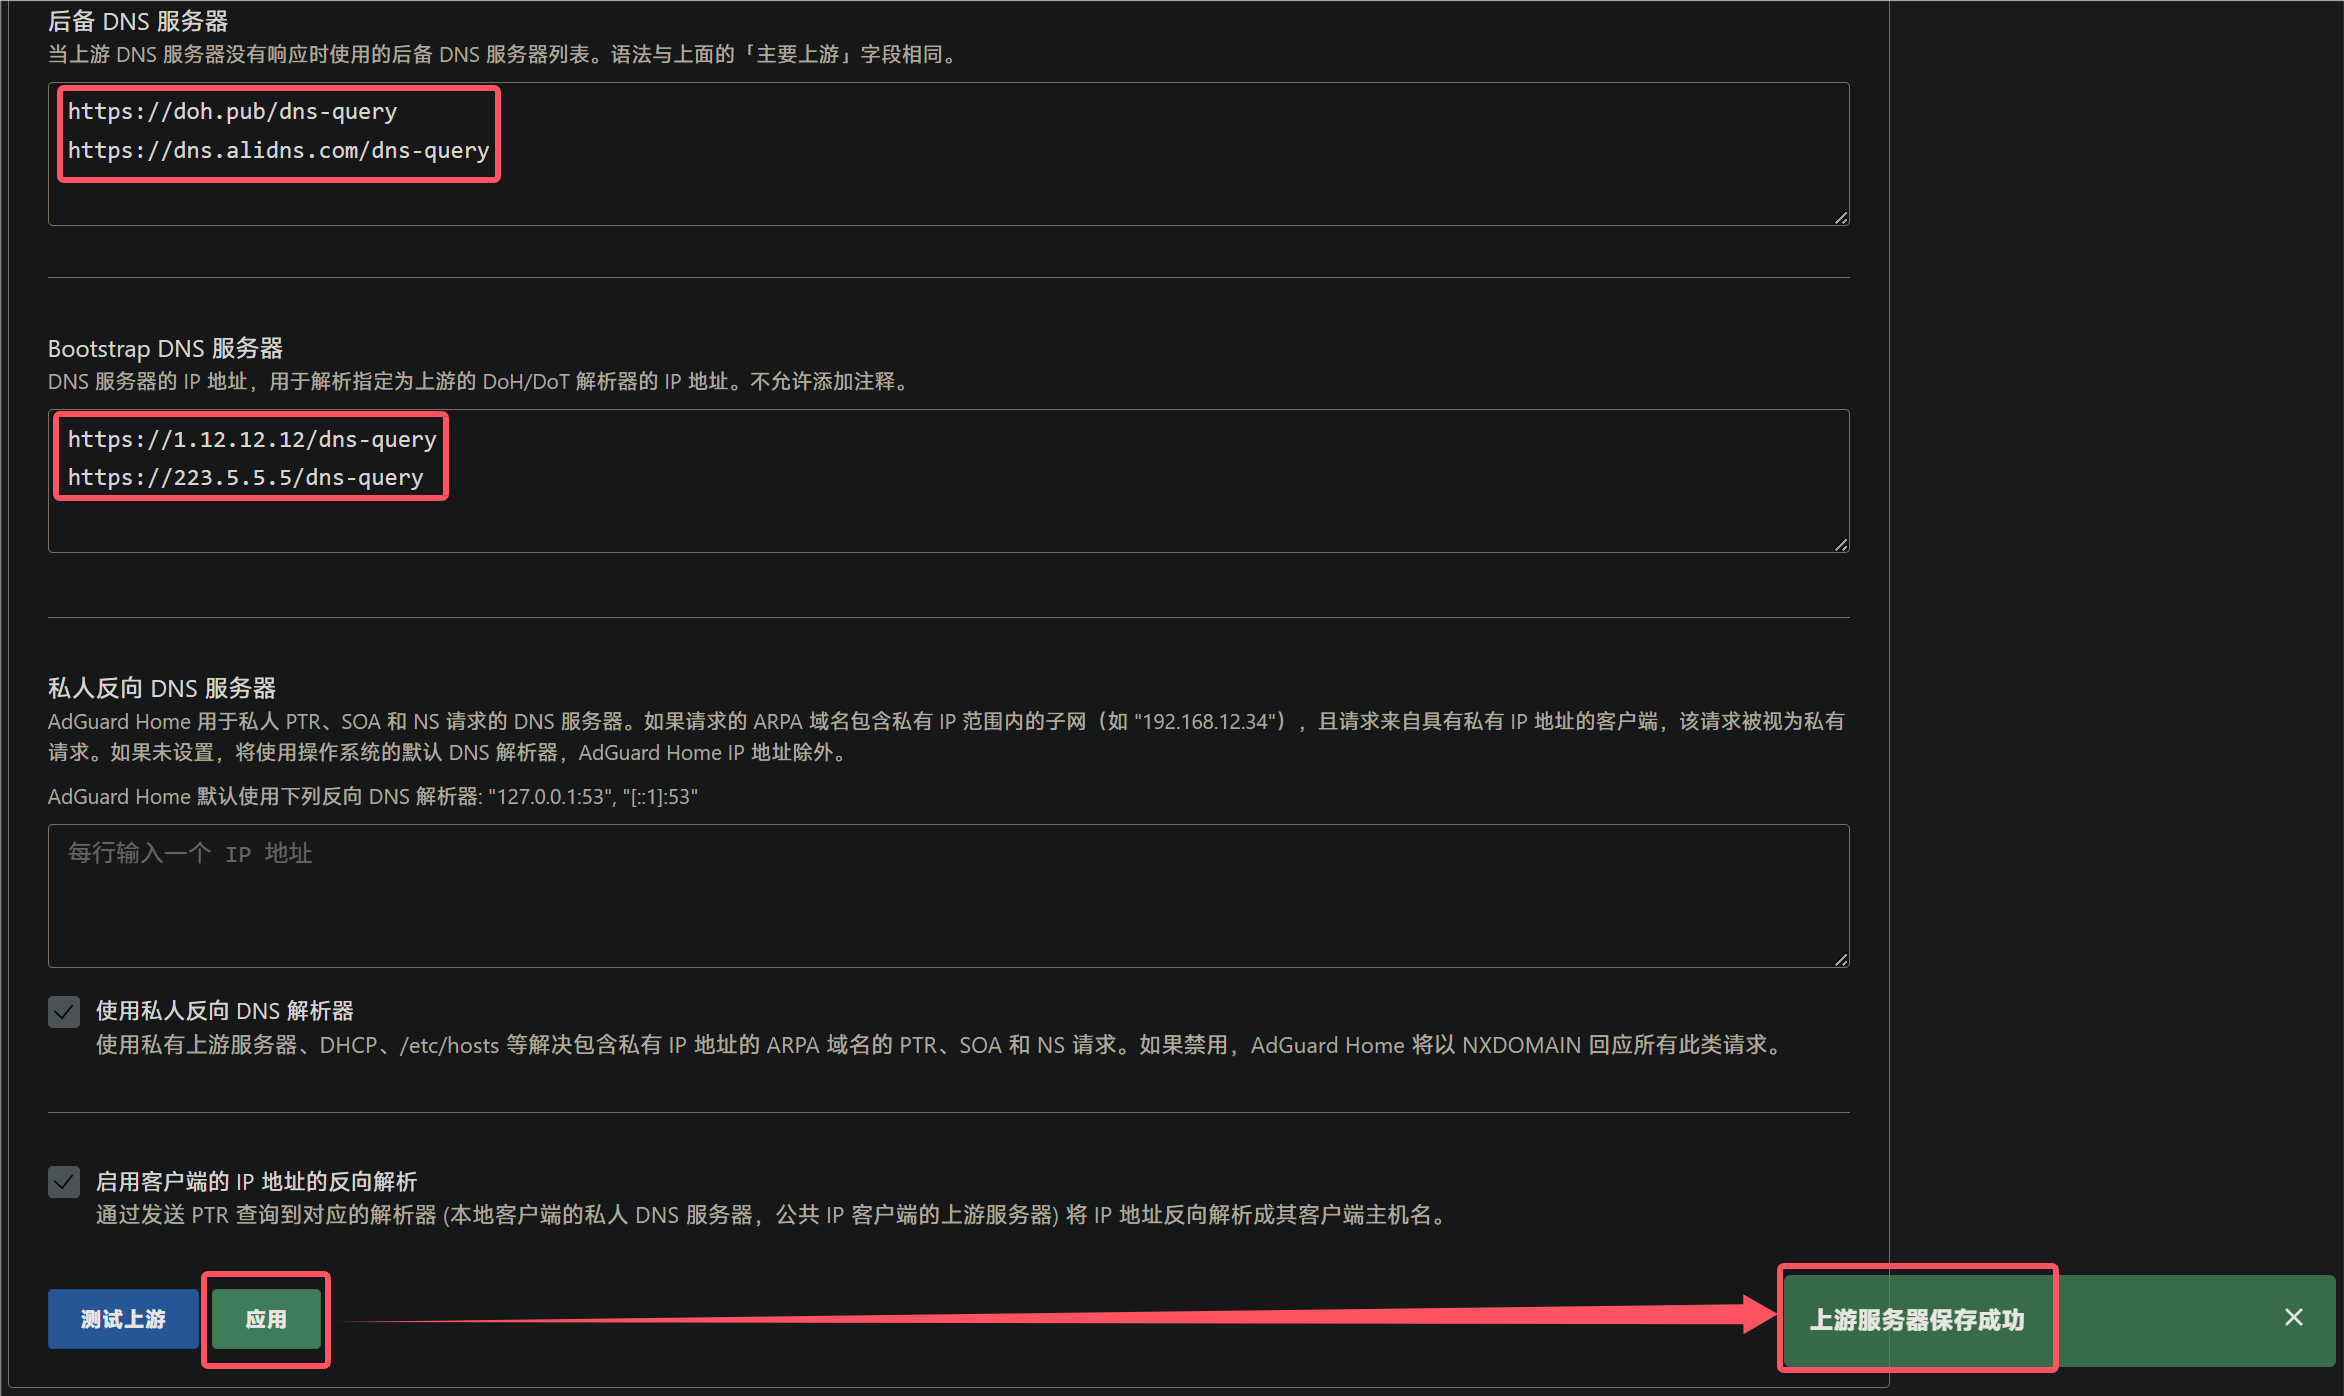 后备 DNS 服务器
当上游 DNS 服务器没有响应时使用的后备 DNS 服务器列表。语法与上面的「主要上游」字段相同。
https://doh.pub/dns-query
https://dns.alidns.com/dns-query
Bootstrap DNS 服务器
DNS 服务器的 IP 地址，用于解析指定为上游的 DoH/DoT 解析器的 IP 地址。不允许添加注释。
https://1.12.12.12/dns-query
https://223.5.5.5/dns-query
私人反向 DNS 服务器
AdGuard Home 用于私人 PTR、SOA 和 NS 请求的 DNS 服务器。如果请求的 ARPA 域名包含私有 IP 范围内的子网（如 "192.168.12.34"），且请求来自具有私有 IP 地址的客户端，该请求被视为私有
请求。如果未设置，将使用操作系统的默认 DNS 解析器，AdGuard Home IP 地址除外。
AdGuard Home 默认使用下列反向 DNS 解析器: "127.0.0.1:53", "[::1]:53"
每行输入一个 IP 地址
使用私人反向 DNS 解析器
使用私有上游服务器、DHCP、/etc/hosts 等解决包含私有 IP 地址的 ARPA 域名的 PTR、SOA 和 NS 请求。如果禁用，AdGuard Home 将以 NXDOMAIN 回应所有此类请求。
启用客户端的 IP 地址的反向解析
通过发送 PTR 查询到对应的解析器 (本地客户端的私人 DNS 服务器，公共 IP 客户端的上游服务器) 将 IP 地址反向解析成其客户端主机名。
测试上游
应用
上游服务器保存成功